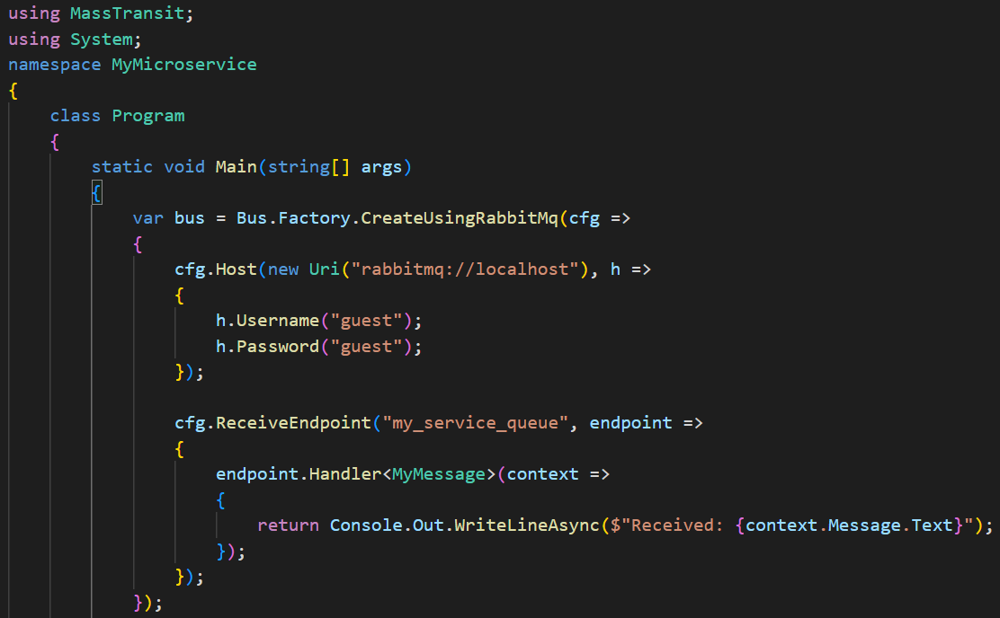 using MassTransit;
using System;
namespace MyMicroservice
{
    class Program
    {
        static void Main(string[] args)
        {
            var bus = Bus.Factory.CreateUsingRabbitMq(cfg =>
            {
                cfg.Host(new Uri("rabbitmq://localhost"), h =>
                {
                    h.Username("guest");
                    h.Password("guest");
                });

                cfg.ReceiveEndpoint("my_service_queue", endpoint =>
                {
                    endpoint.Handler<MyMessage>(context =>
                    {
                        return Console.Out.WriteLineAsync($"Received: {context.Message.Text}");
                    });
                });
            });